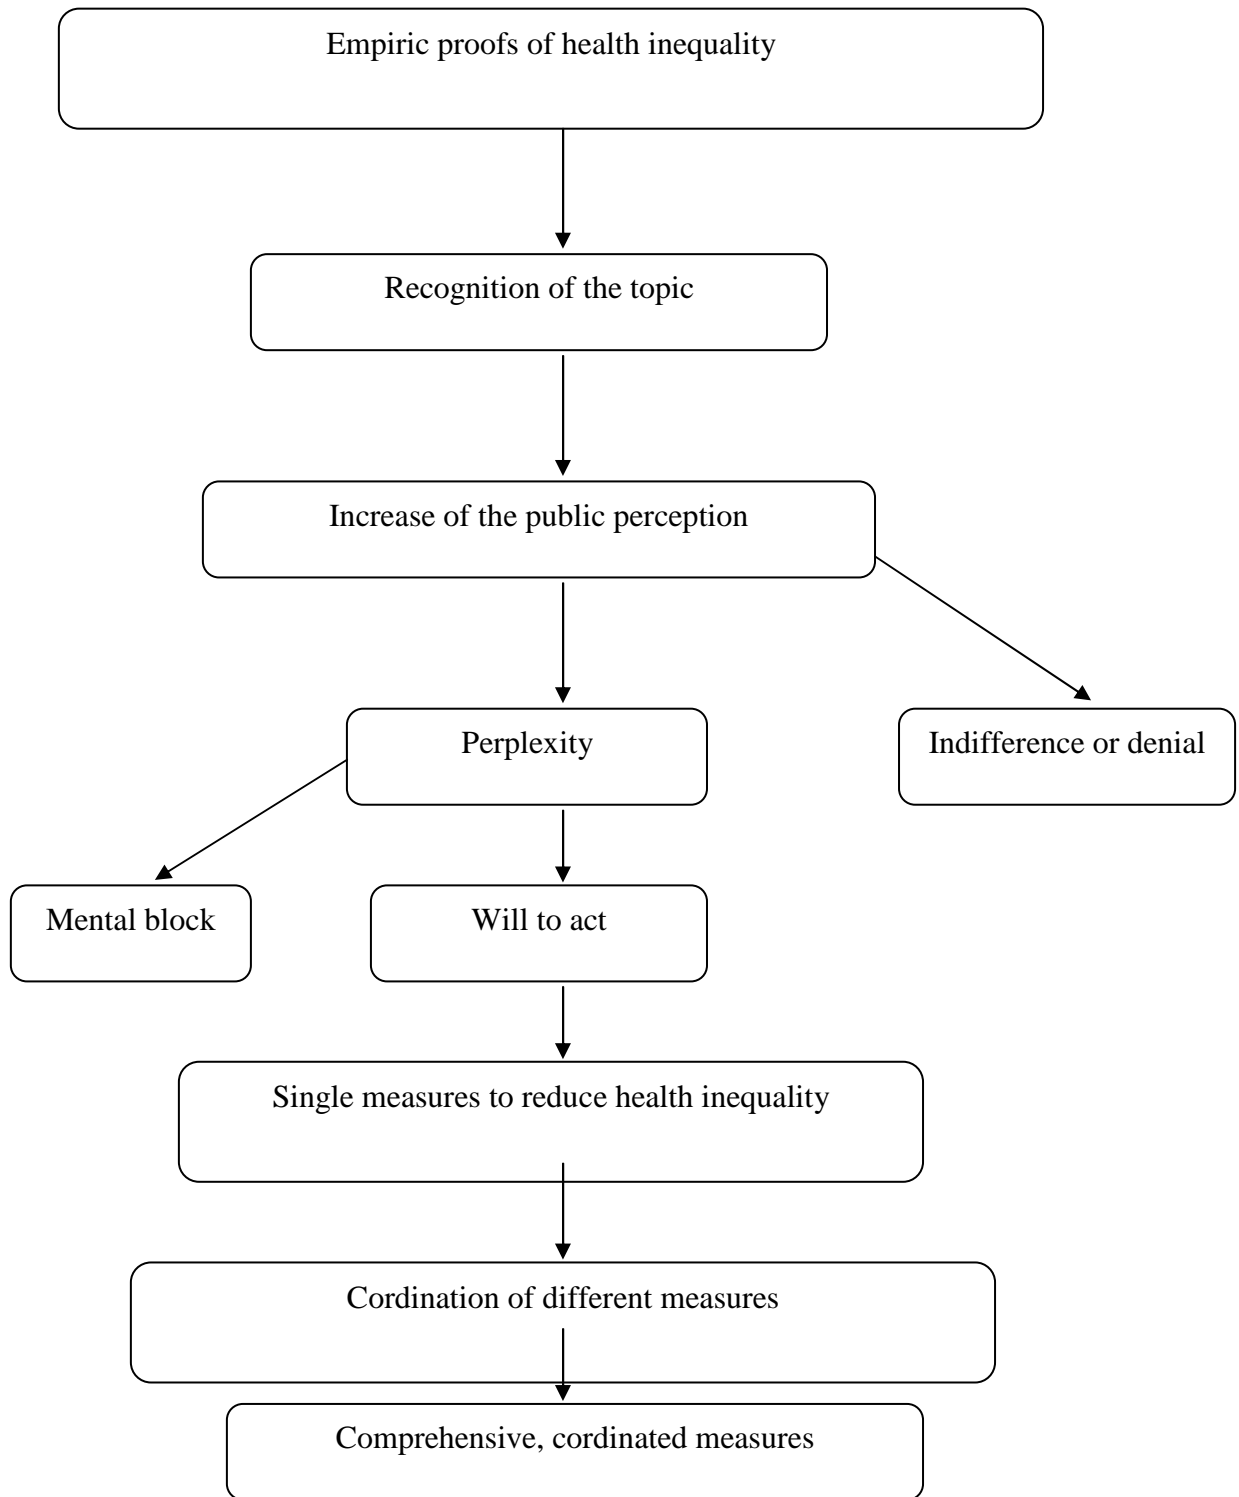 Empiric proofs of health inequality
Recognition of the topic
Increase of the public perception
Perplexity
Indifference or denial
Mental block
Will to act
Single measures to reduce health inequality
Cordination of different measures
Comprehensive, cordinated measures